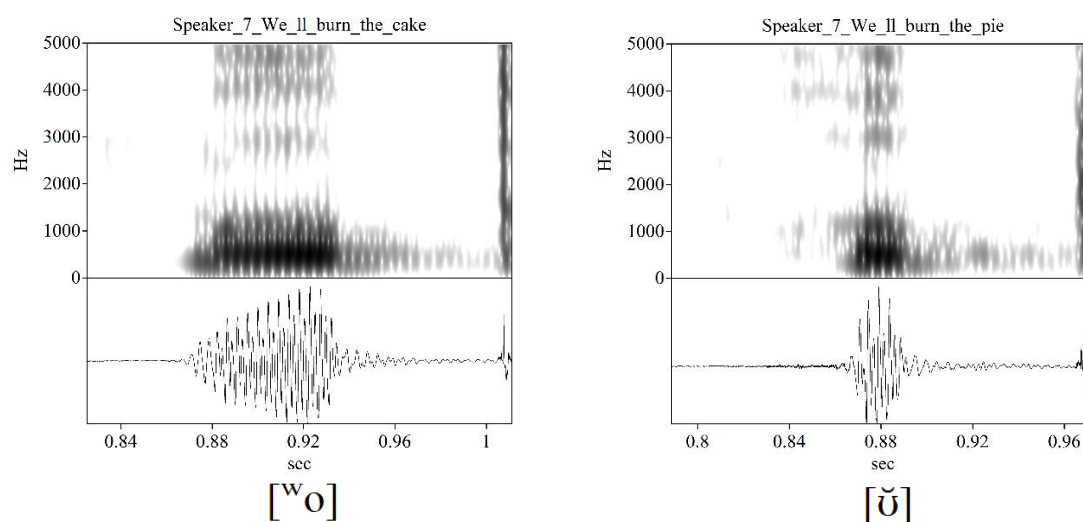 Speaker_7_We_ll_burn_the_cake
5000
4000
3000
2000
1000
0
Hz
0.84
0.88
0.92
0.96
1
sec
[ʷo]
Speaker_7_We_ll_burn_the_pie
5000
4000
3000
2000
1000
0
Hz
0.8
0.84
0.88
0.92
0.96
sec
[ʊ̆]